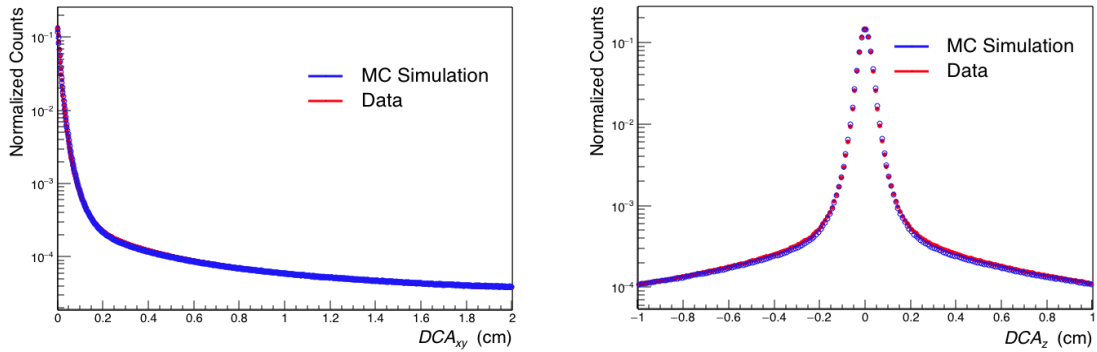 Normalized Counts
10⁻¹
10⁻²
10⁻³
10⁻⁴
MC Simulation
Data
0 0.2 0.4 0.6 0.8 1 1.2 1.4 1.6 1.8 2
DCAxy (cm)
Normalized Counts
10⁻¹
10⁻²
10⁻³
10⁻⁴
MC Simulation
Data
−1 −0.8 −0.6 −0.4 −0.2 0 0.2 0.4 0.6 0.8 1
DCAz (cm)